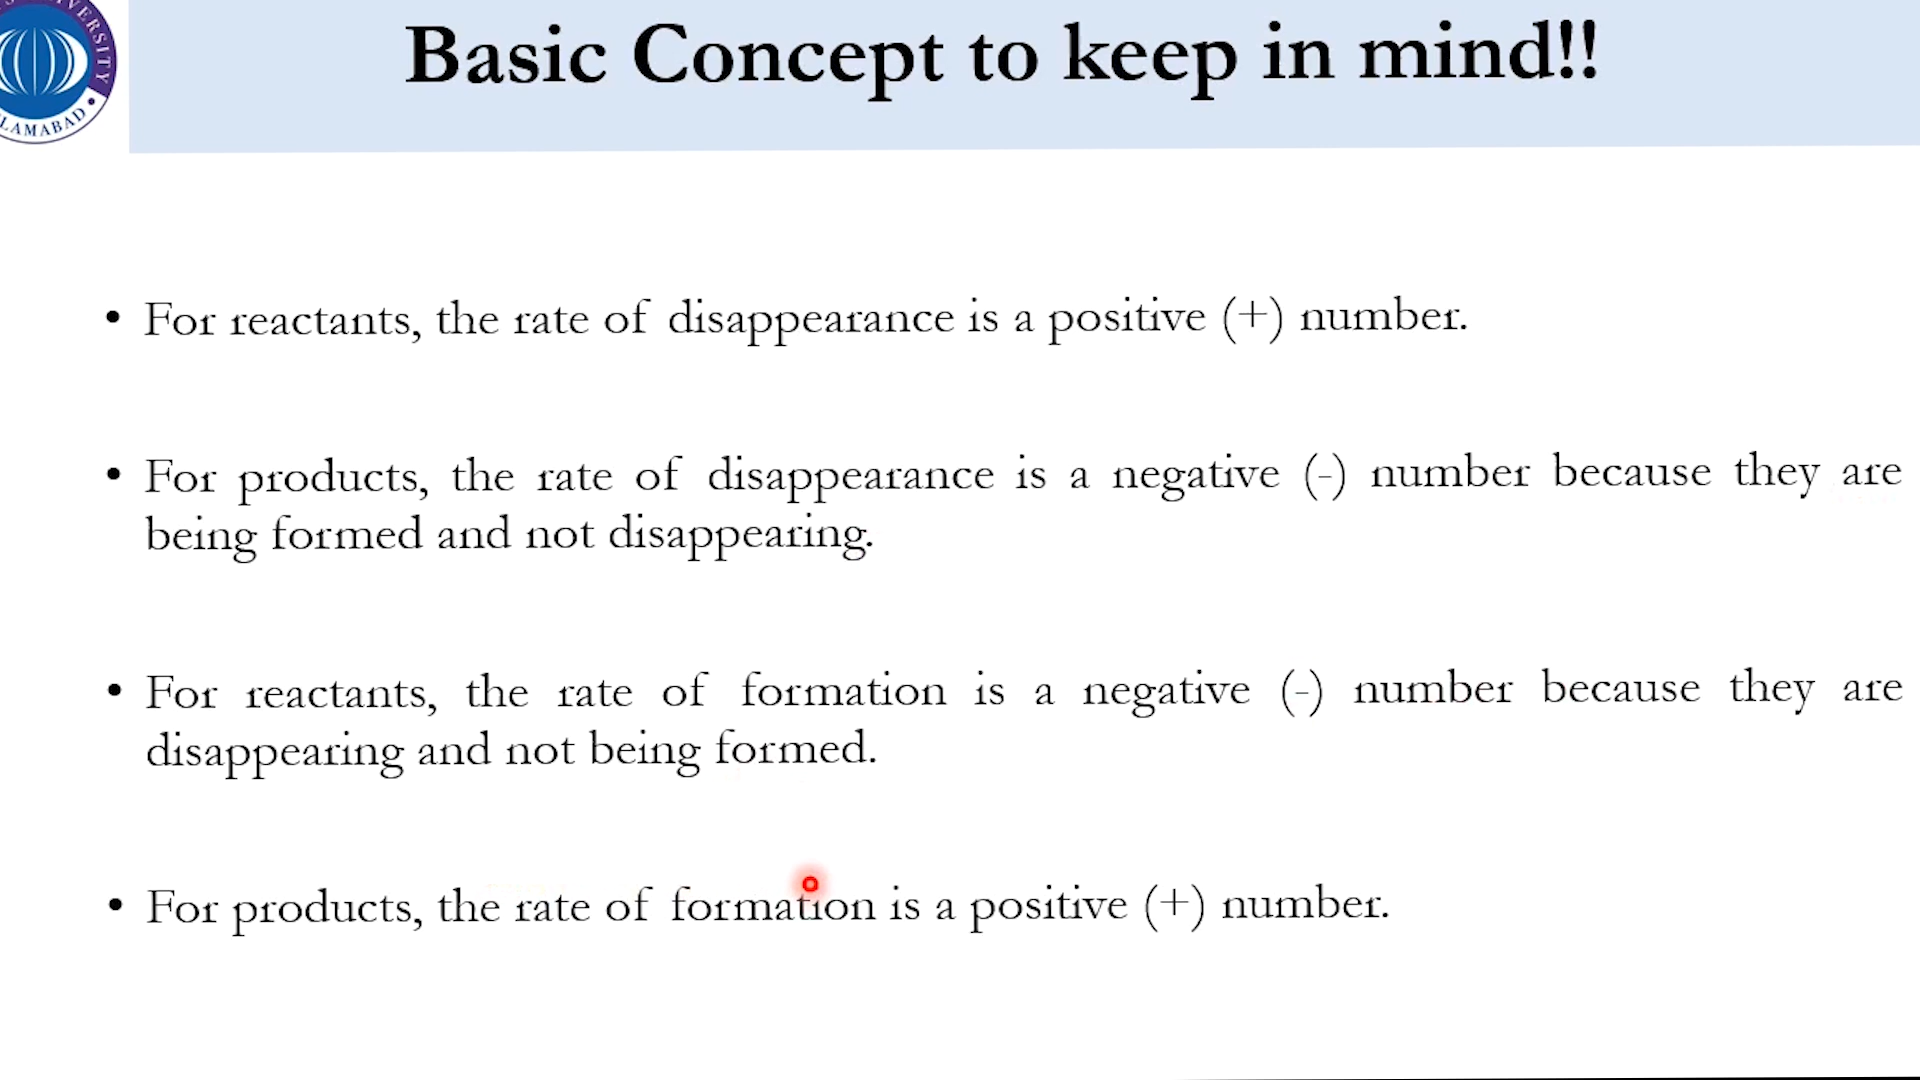 Basic Concept to keep in mind!!
• For reactants, the rate of disappearance is a positive (+) number.
• For products, the rate of disappearance is a negative (-) number because they are
being formed and not disappearing.
• For reactants, the rate of formation is a negative (-) number because they are
disappearing and not being formed.
• For products, the rate of formation is a positive (+) number.